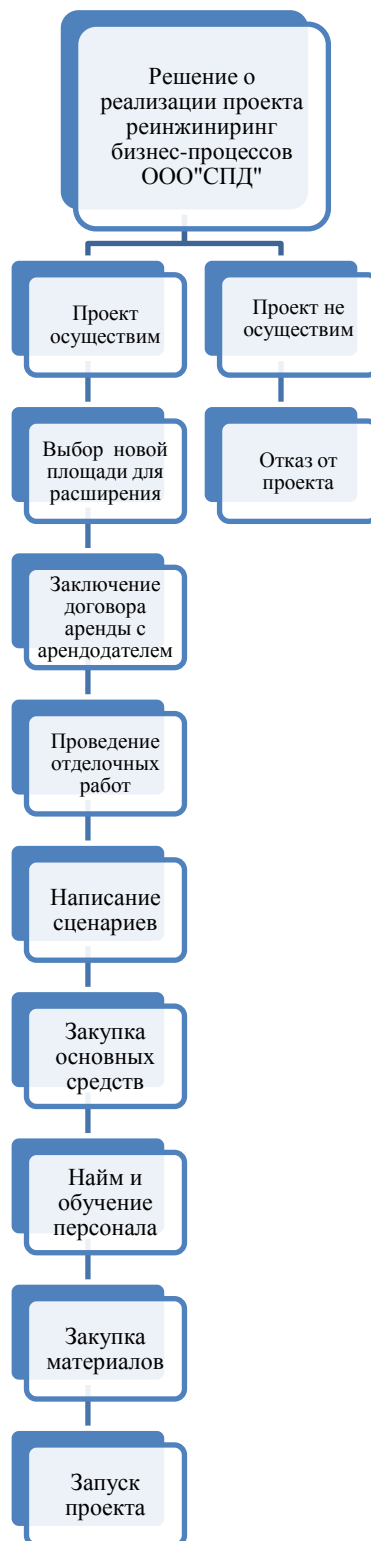 Решение о
реализации проекта
реинжиниринг
бизнес-процессов
ООО"СПД"
Проект
осуществим
Проект не
осуществим
Выбор новой
площади для
расширения
Отказ от
проекта
Заключение
договора
аренды с
арендодателем
Проведение
отделочных
работ
Написание
сценариев
Закупка
основных
средств
Найм и
обучение
персонала
Закупка
материалов
Запуск
проекта